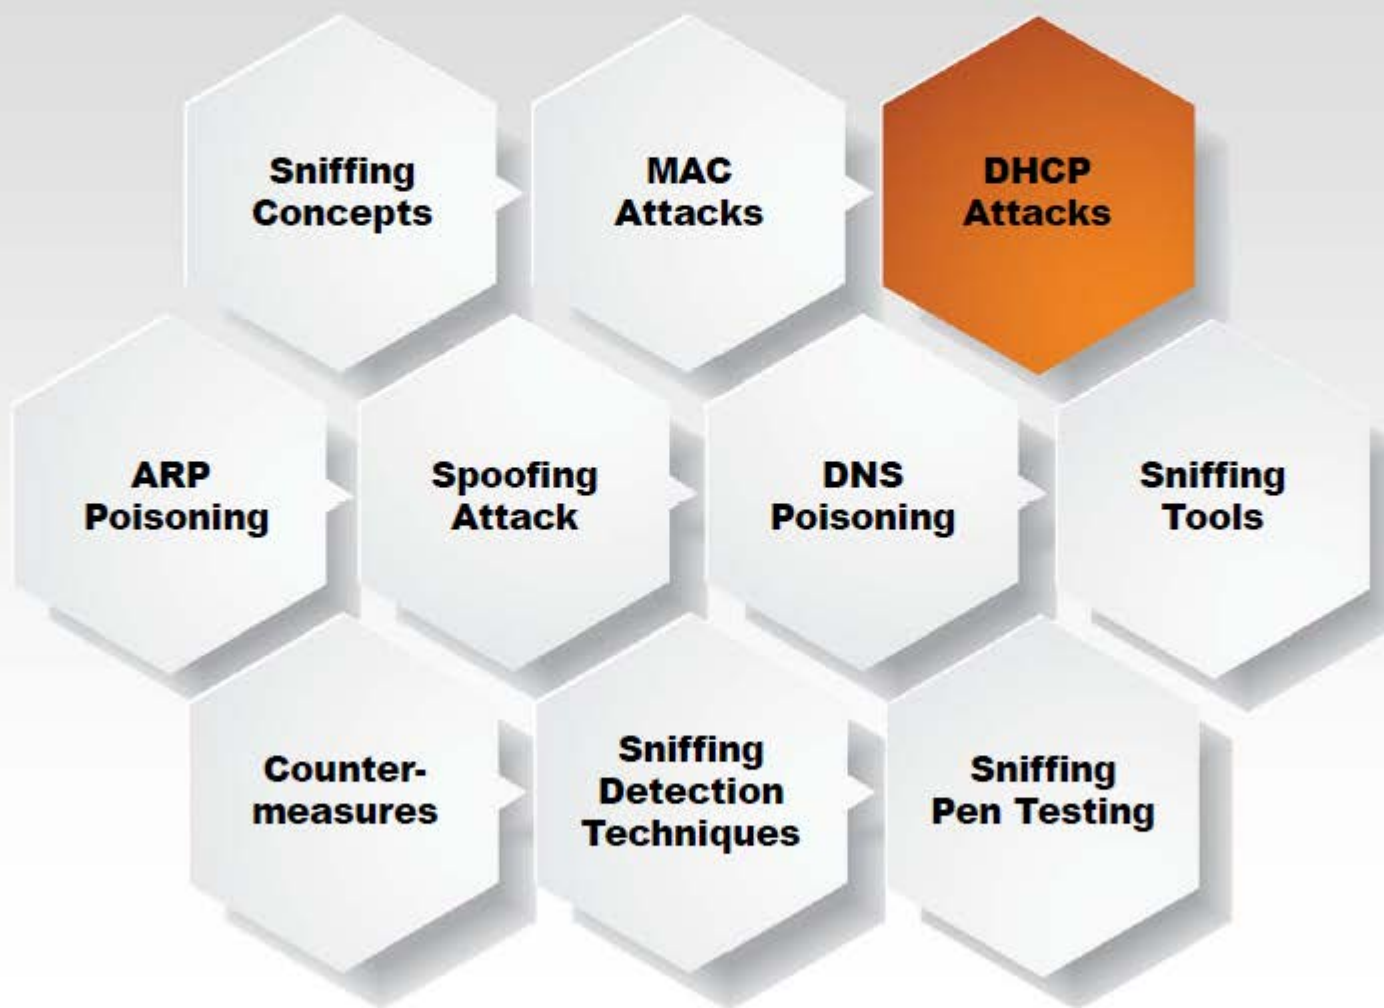 Sniffing
Concepts
MAC
Attacks
DHCP
Attacks
ARP
Poisoning
Spoofing
Attack
DNS
Poisoning
Sniffing
Tools
Counter-
measures
Sniffing
Detection
Techniques
Sniffing
Pen Testing